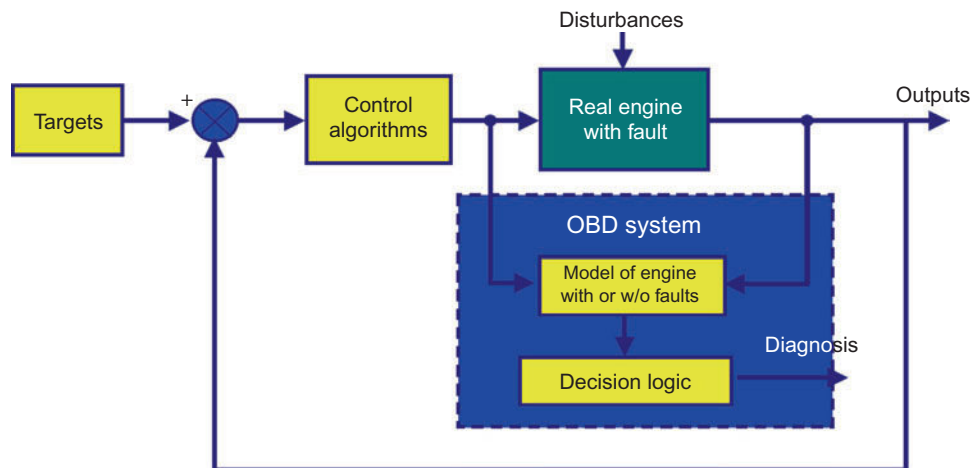 Disturbances
Targets
+
Control
algorithms
Real engine
with fault
Outputs
OBD system
Model of engine
with or w/o faults
Decision logic
Diagnosis